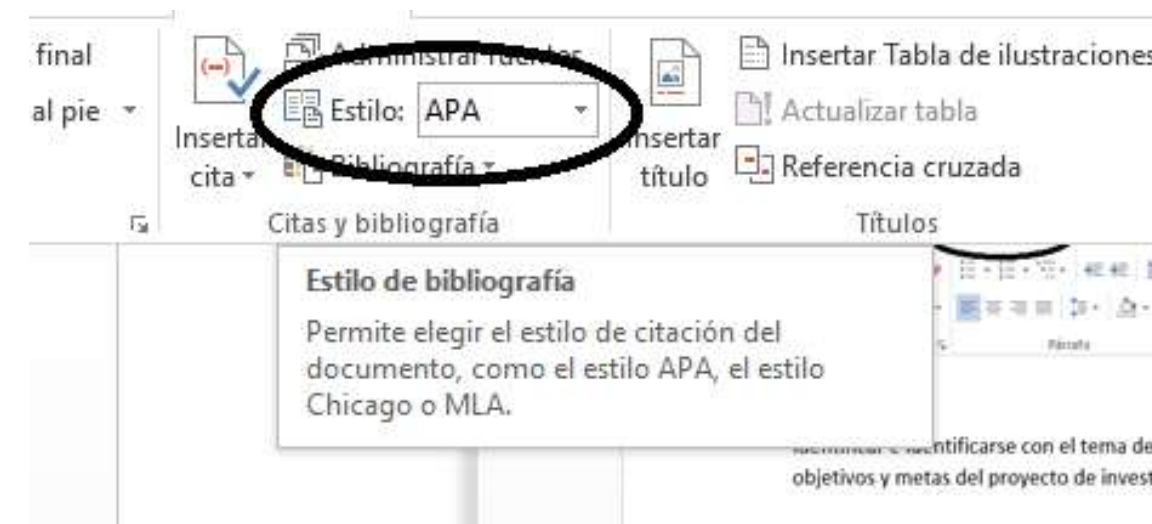 final
al pie
Insertar
cita
Administrar fuentes
Estilo: APA
Bibliografía
Citas y bibliografía
Insertar
título
Insertar Tabla de ilustraciones
Actualizar tabla
Referencia cruzada
Títulos
Estilo de bibliografía
Permite elegir el estilo de citación del
documento, como el estilo APA, el estilo
Chicago o MLA.
Párrafo
identificarse con el tema de
objetivos y metas del proyecto de invest